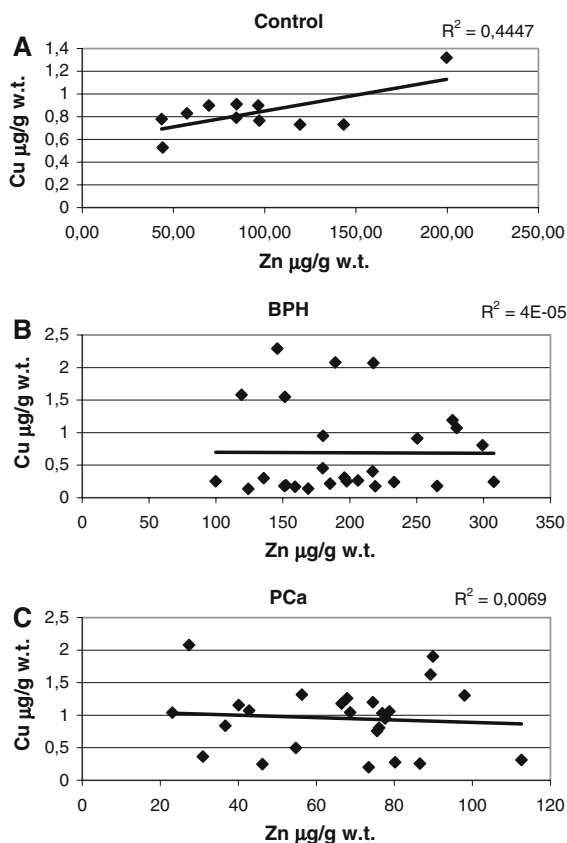 A
Control
R² = 0,4447
Cu µg/g w.t.
1,4
1,2
1
0,8
0,6
0,4
0,2
0
0,00 50,00 100,00 150,00 200,00 250,00
Zn µg/g w.t.
B
BPH
R² = 4E-05
Cu µg/g w.t.
2,5
2
1,5
1
0,5
0
0 50 100 150 200 250 300 350
Zn µg/g w.t.
C
PCa
R² = 0,0069
Cu µg/g w.t.
2,5
2
1,5
1
0,5
0
0 20 40 60 80 100 120
Zn µg/g w.t.